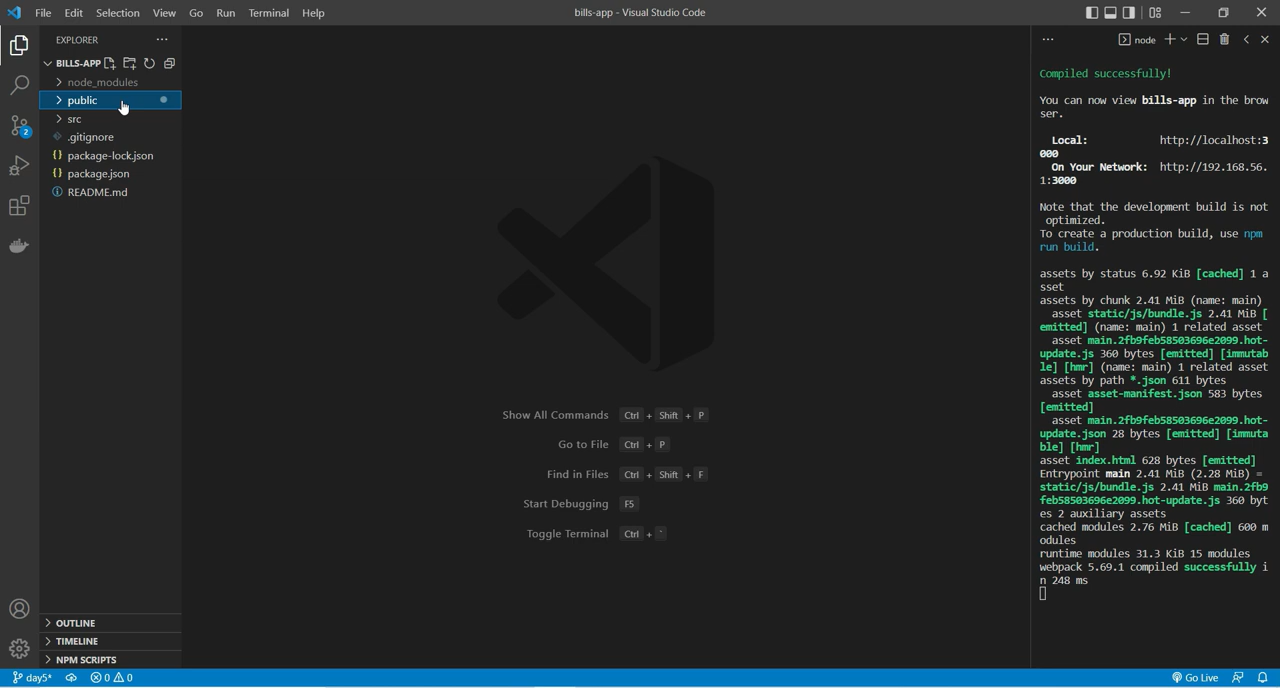 File Edit Selection View Go Run Terminal Help
bills-app - Visual Studio Code
EXPLORER
BILLS-APP
node_modules
public
src
.gitignore
package-lock.json
package.json
README.md
2
Show All Commands Ctrl + Shift + P
Go to File Ctrl + P
Find in Files Ctrl + Shift + F
Start Debugging F5
Toggle Terminal Ctrl + `
node
Compiled successfully!
You can now view bills-app in the brow
ser.
Local: http://localhost:3
000
On Your Network: http://192.168.56.
1:3000
Note that the development build is not
optimized.
To create a production build, use npm
run build.
assets by status 6.92 KiB [cached] 1 a
sset
assets by chunk 2.41 MiB (name: main)
asset static/js/bundle.js 2.41 MiB [
emitted] (name: main) 1 related asset
asset main.2fb9feb58503696e2099.hot-
update.js 360 bytes [emitted] [immutab
le] [hmr] (name: main) 1 related asset
assets by path *.json 611 bytes
asset asset-manifest.json 583 bytes
[emitted]
asset main.2fb9feb58503696e2099.hot-
update.json 28 bytes [emitted] [immuta
ble] [hmr]
asset index.html 628 bytes [emitted]
Entrypoint main 2.41 MiB (2.28 MiB) =
static/js/bundle.js 2.41 MiB main.2fb9
feb58503696e2099.hot-update.js 360 byt
es 2 auxiliary assets
cached modules 2.76 MiB [cached] 600 m
odules
runtime modules 31.3 KiB 15 modules
webpack 5.69.1 compiled successfully i
n 248 ms
OUTLINE
TIMELINE
NPM SCRIPTS
day5* 0 0
Go Live